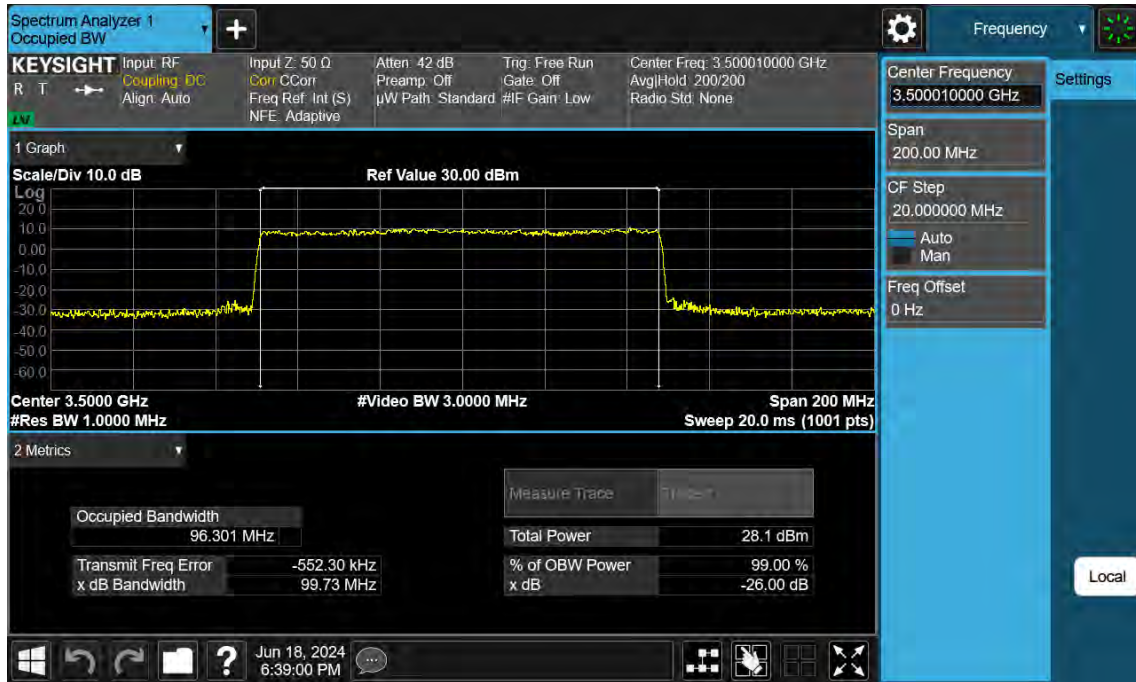 Spectrum Analyzer 1
Occupied BW
Frequency
KEYSIGHT
R T
Input: RF
Coupling: DC
Align: Auto
Input Z: 50 Ω
Corr CCorr
Freq Ref: Int (S)
NFE: Adaptive
Atten: 42 dB
Preamp: Off
µW Path: Standard
Trig: Free Run
Gate: Off
#IF Gain: Low
Center Freq: 3.500010000 GHz
Avg|Hold: 200/200
Radio Std: None
1 Graph
Scale/Div 10.0 dB
Ref Value 30.00 dBm
Log
20.0
10.0
0.00
-10.0
-20.0
-30.0
-40.0
-50.0
-60.0
Center 3.5000 GHz
#Video BW 3.0000 MHz
Span 200 MHz
#Res BW 1.0000 MHz
Sweep 20.0 ms (1001 pts)
2 Metrics
Measure Trace
Trace 1
Occupied Bandwidth
96.301 MHz
Total Power 28.1 dBm
Transmit Freq Error -552.30 kHz
% of OBW Power 99.00 %
x dB Bandwidth 99.73 MHz
x dB -26.00 dB
Center Frequency
3.500010000 GHz
Settings
Span
200.00 MHz
CF Step
20.000000 MHz
Auto
Man
Freq Offset
0 Hz
Local
?
Jun 18, 2024
6:39:00 PM